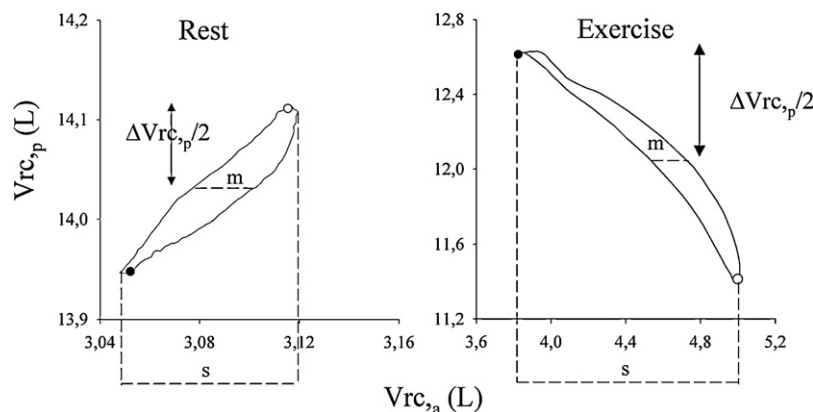 Rest
14,2
14,1
14,0
13,9
ΔVrc,p/2
m
3,04
3,08
3,12
3,16
s
Vrc,p (L)
Exercise
12,8
12,4
12,0
11,6
11,2
ΔVrc,p/2
m
3,6
4,0
4,4
4,8
5,2
s
Vrc,a (L)